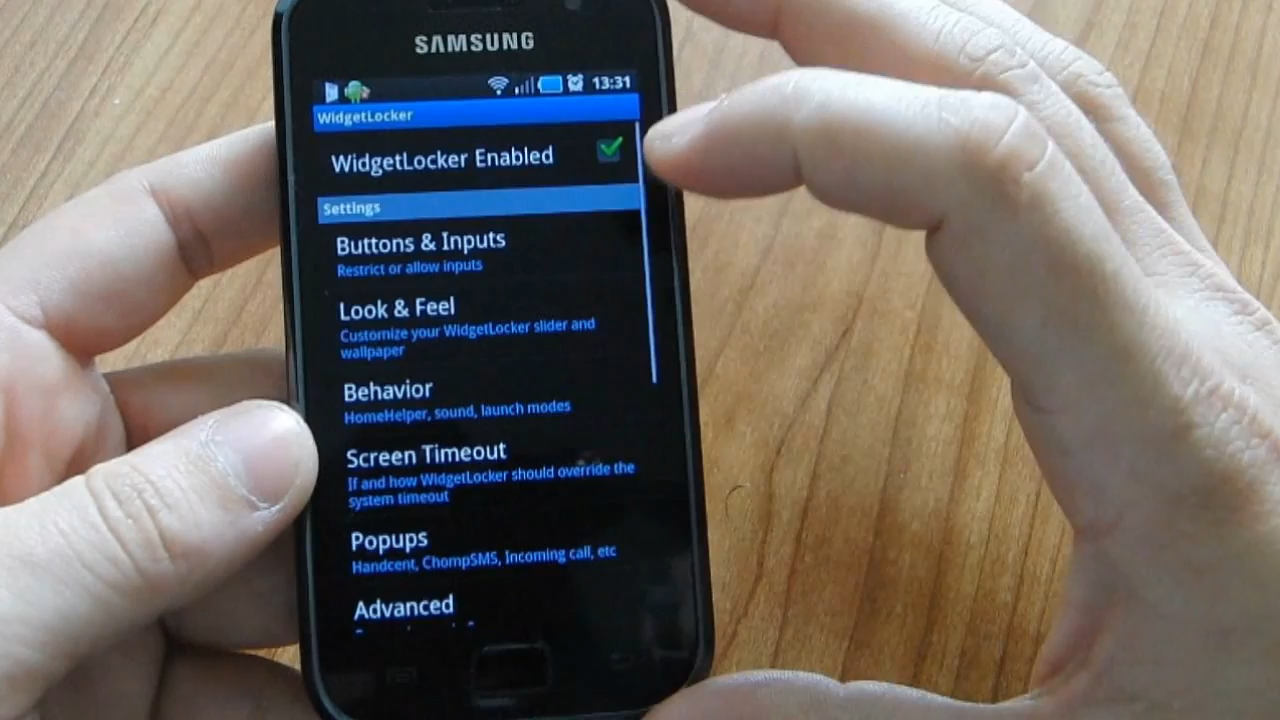 SAMSUNG
13:31
WidgetLocker
WidgetLocker Enabled
Settings
Buttons & Inputs
Restrict or allow inputs
Look & Feel
Customize your WidgetLocker slider and
wallpaper
Behavior
HomeHelper, sound, launch modes
Screen Timeout
If and how WidgetLocker should override the
system timeout
Popups
Handcent, ChompSMS, Incoming call, etc
Advanced